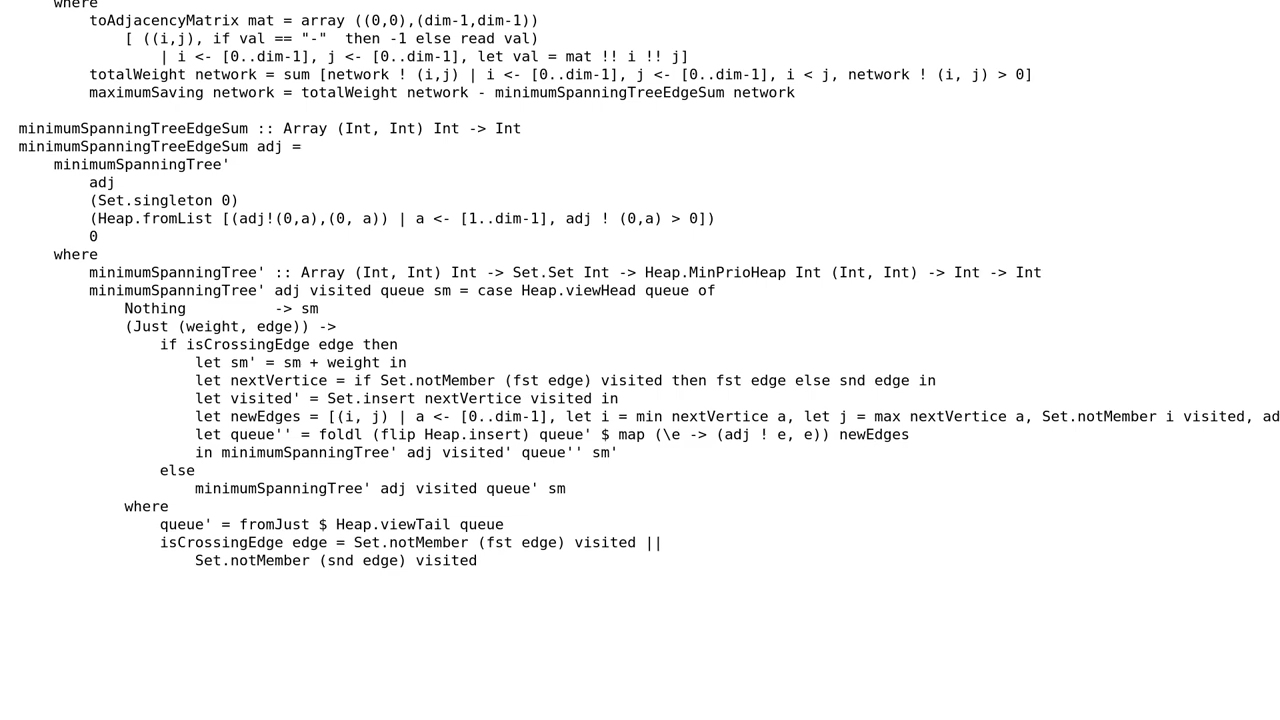 where
toAdjacencyMatrix mat = array ((0,0),(dim-1,dim-1))
[ ((i,j), if val == "-"  then -1 else read val)
| i <- [0..dim-1], j <- [0..dim-1], let val = mat !! i !! j]
totalWeight network = sum [network ! (i,j) | i <- [0..dim-1], j <- [0..dim-1], i < j, network ! (i, j) > 0]
maximumSaving network = totalWeight network - minimumSpanningTreeEdgeSum network
minimumSpanningTreeEdgeSum :: Array (Int, Int) Int -> Int
minimumSpanningTreeEdgeSum adj =
minimumSpanningTree'
adj
(Set.singleton 0)
(Heap.fromList [(adj!(0,a),(0, a)) | a <- [1..dim-1], adj ! (0,a) > 0])
0
where
minimumSpanningTree' :: Array (Int, Int) Int -> Set.Set Int -> Heap.MinPrioHeap Int (Int, Int) -> Int -> Int
minimumSpanningTree' adj visited queue sm = case Heap.viewHead queue of
Nothing          -> sm
(Just (weight, edge)) ->
if isCrossingEdge edge then
let sm' = sm + weight in
let nextVertice = if Set.notMember (fst edge) visited then fst edge else snd edge in
let visited' = Set.insert nextVertice visited in
let newEdges = [(i, j) | a <- [0..dim-1], let i = min nextVertice a, let j = max nextVertice a, Set.notMember i visited, ad
let queue'' = foldl (flip Heap.insert) queue' $ map (\e -> (adj ! e, e)) newEdges
in minimumSpanningTree' adj visited' queue'' sm'
else
minimumSpanningTree' adj visited queue' sm
where
queue' = fromJust $ Heap.viewTail queue
isCrossingEdge edge = Set.notMember (fst edge) visited ||
Set.notMember (snd edge) visited